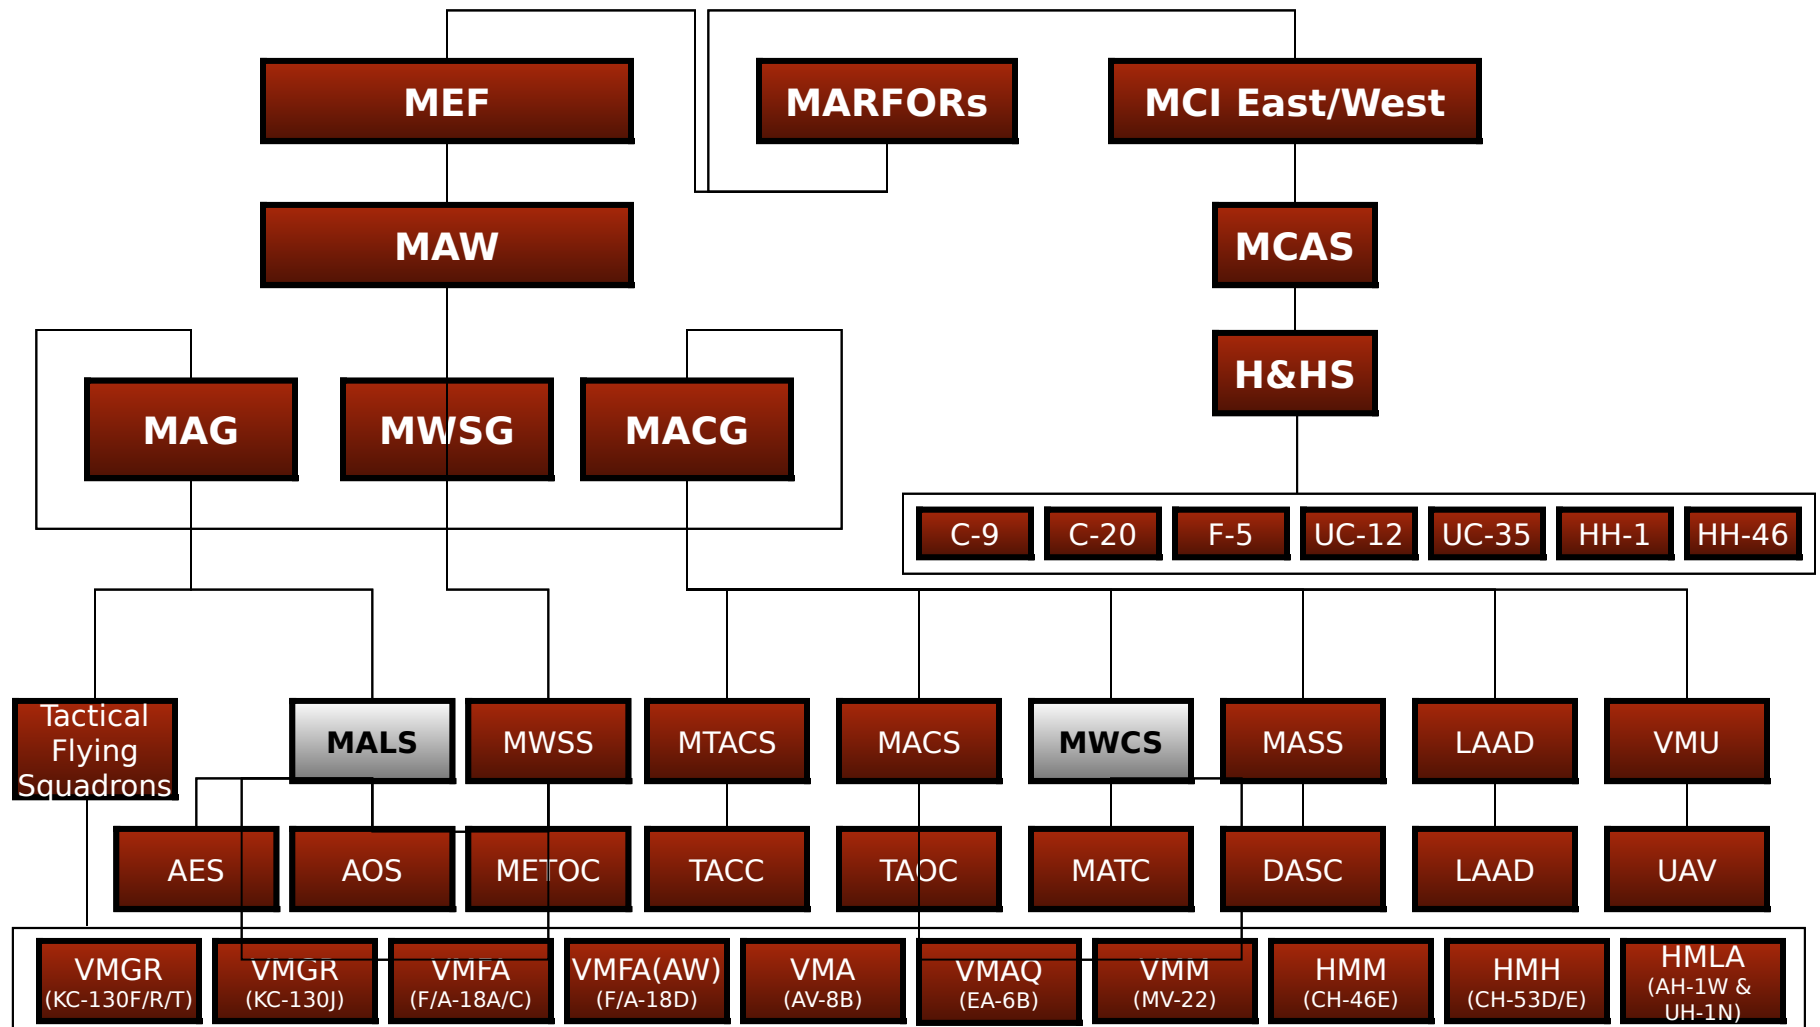 MEF
MARFORs
MCI East/West
MAW
MCAS
H&HS
MAG
MWSG
MACG
C-9
C-20
F-5
UC-12
UC-35
HH-1
HH-46
Tactical
Flying
Squadrons
MALS
MWSS
MTACS
MACS
MWCS
MASS
LAAD
VMU
AES
AOS
METOC
TACC
TAOC
MATC
DASC
LAAD
UAV
VMGR
(KC-130F/R/T)
VMGR
(KC-130J)
VMFA
(F/A-18A/C)
VMFA(AW)
(F/A-18D)
VMA
(AV-8B)
VMAQ
(EA-6B)
VMM
(MV-22)
HMM
(CH-46E)
HMH
(CH-53D/E)
HMLA
(AH-1W &
UH-1N)